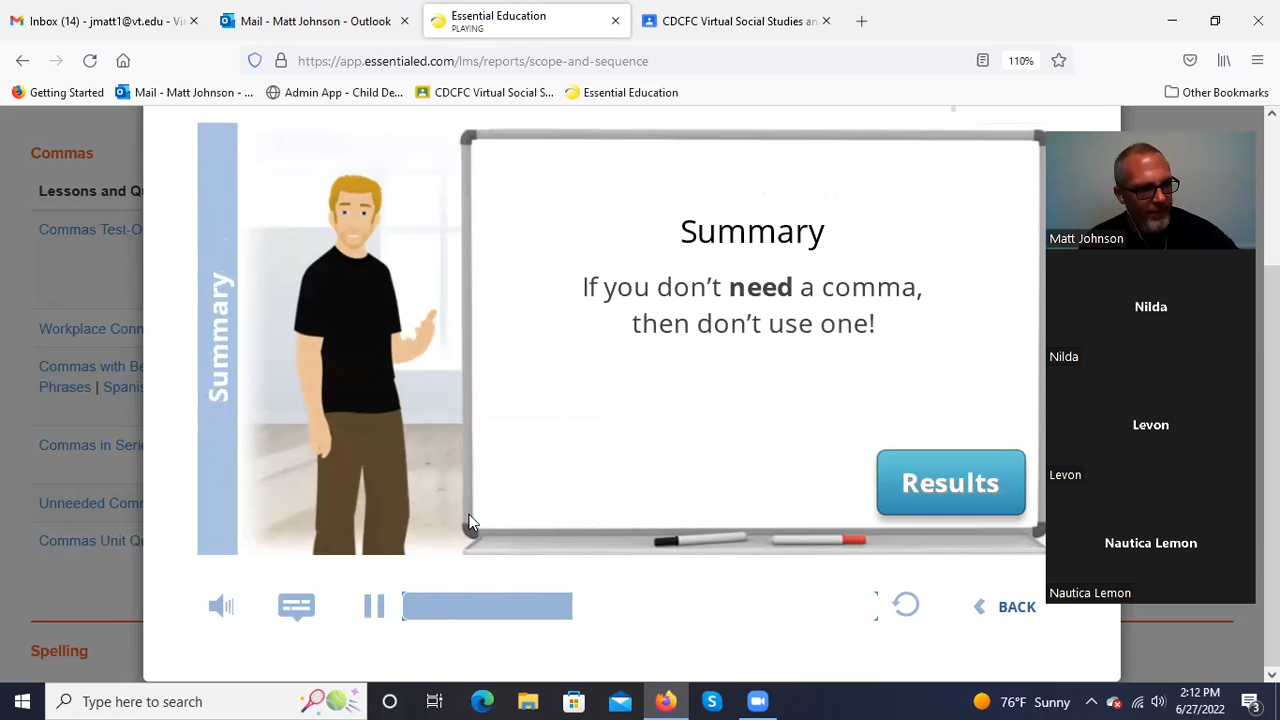 Inbox (14) - jmatt1@vt.edu - Vi
Mail - Matt Johnson - Outlook
Essential Education
PLAYING
CDCFC Virtual Social Studies an
https://app.essentialed.com/lms/reports/scope-and-sequence
110%
Getting Started
Mail - Matt Johnson - ...
Admin App - Child De...
CDCFC Virtual Social S...
Essential Education
Other Bookmarks
Commas
Lessons and Qu
Commas Test-O
Workplace Conn
Commas with Be
Phrases | Spanis
Commas in Serie
Unneeded Comm
Commas Unit Qu
Spelling
Summary
Summary
If you don't need a comma,
then don't use one!
Results
BACK
Matt Johnson
Nilda
Nilda
Levon
Levon
Nautica Lemon
Nautica Lemon
Type here to search
76°F Sunny
2:12 PM
6/27/2022
3